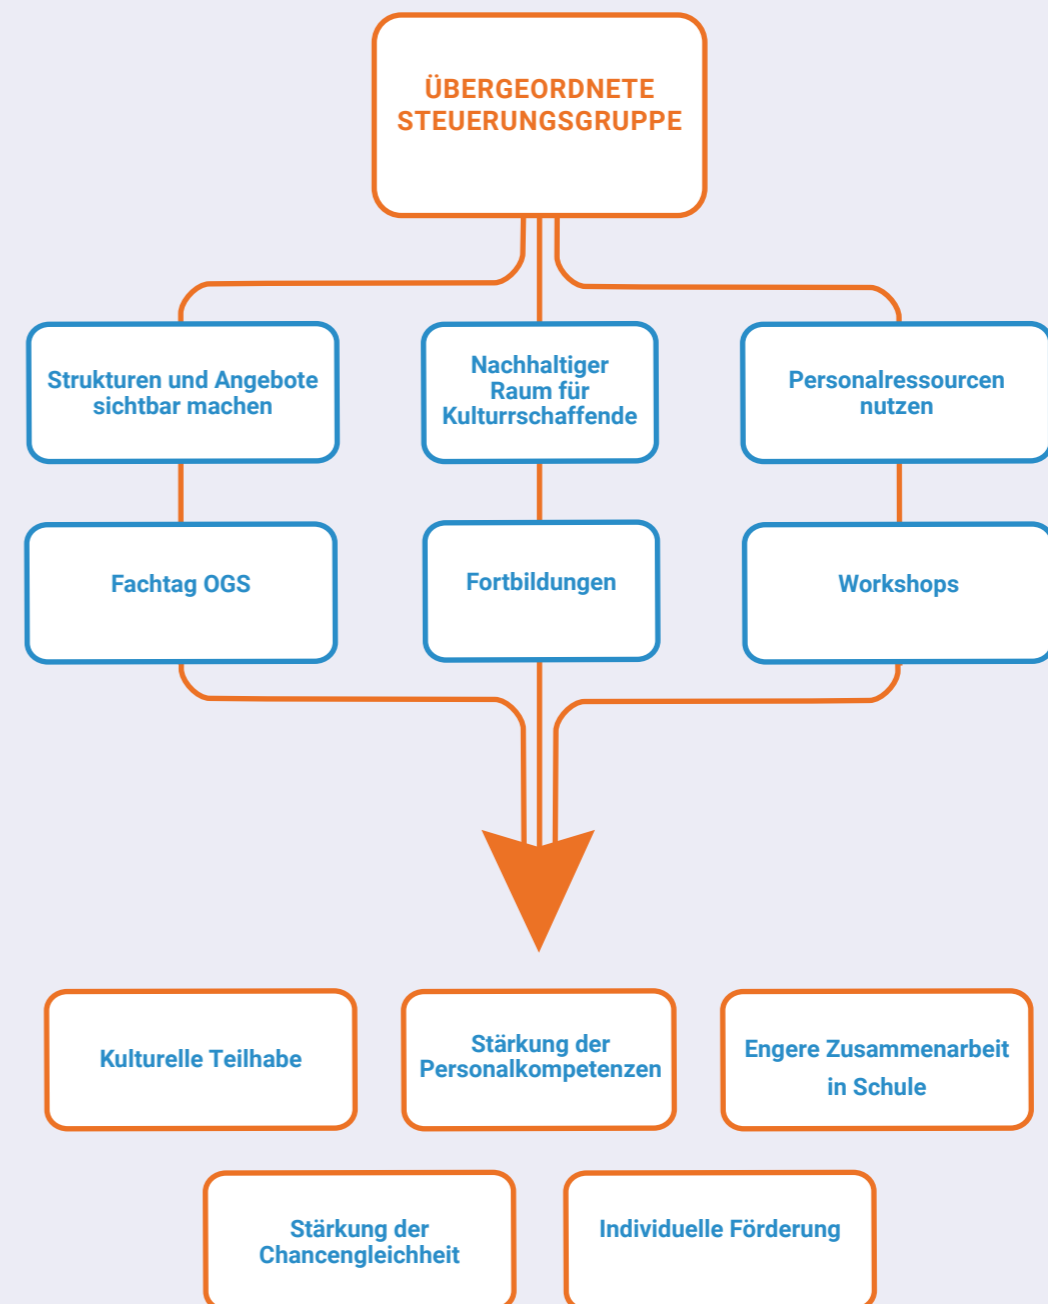 ÜBERGEORDNETE
STEUERUNGSGRUPPE
Strukturen und Angebote
sichtbar machen
Nachhaltiger
Raum für
Kulturrschaffende
Personalressourcen
nutzen
Fachtag OGS
Fortbildungen
Workshops
Kulturelle Teilhabe
Stärkung der
Personalkompetenzen
Engere Zusammenarbeit
in Schule
Stärkung der
Chancengleichheit
Individuelle Förderung